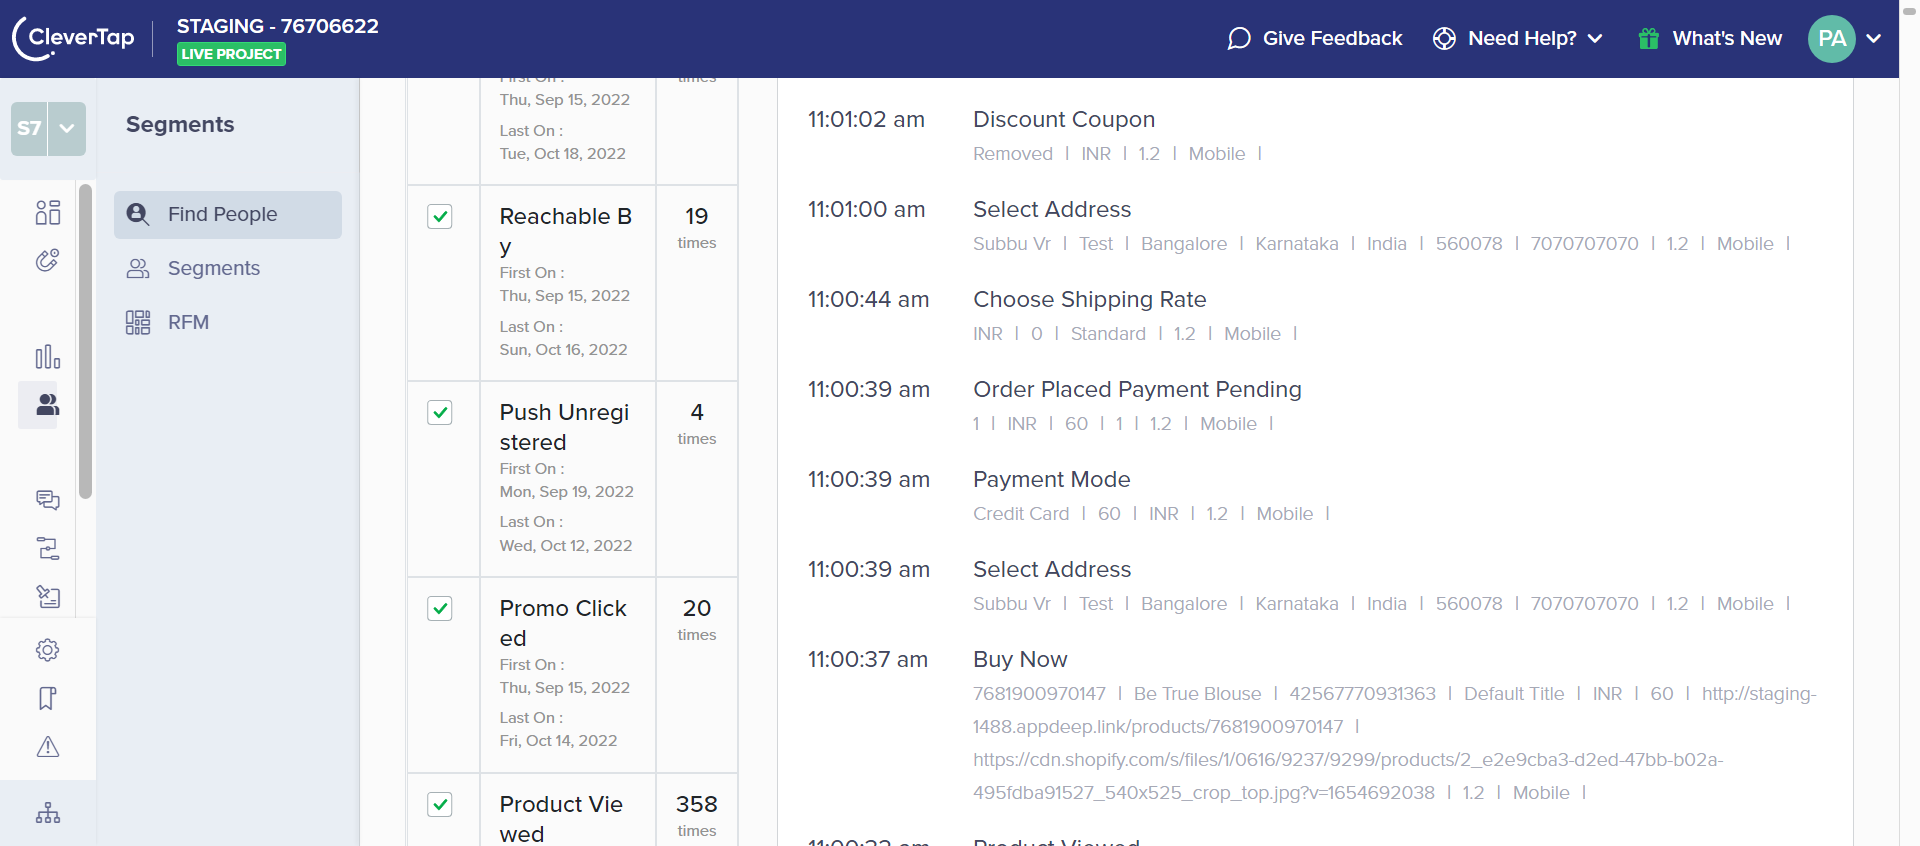 CleverTap
STAGING - 76706622
LIVE PROJECT
Give Feedback
Need Help?
What's New
PA
S7
Segments
Find People
Segments
RFM
First On :
times
Thu, Sep 15, 2022
Last On :
Tue, Oct 18, 2022
Reachable B
y
19
times
First On :
Thu, Sep 15, 2022
Last On :
Sun, Oct 16, 2022
Push Unregi
stered
4
times
First On :
Mon, Sep 19, 2022
Last On :
Wed, Oct 12, 2022
Promo Click
ed
20
times
First On :
Thu, Sep 15, 2022
Last On :
Fri, Oct 14, 2022
Product Vie
wed
358
times
11:01:02 am Discount Coupon
Removed | INR | 1.2 | Mobile |
11:01:00 am Select Address
Subbu Vr | Test | Bangalore | Karnataka | India | 560078 | 7070707070 | 1.2 | Mobile |
11:00:44 am Choose Shipping Rate
INR | 0 | Standard | 1.2 | Mobile |
11:00:39 am Order Placed Payment Pending
1 | INR | 60 | 1 | 1.2 | Mobile |
11:00:39 am Payment Mode
Credit Card | 60 | INR | 1.2 | Mobile |
11:00:39 am Select Address
Subbu Vr | Test | Bangalore | Karnataka | India | 560078 | 7070707070 | 1.2 | Mobile |
11:00:37 am Buy Now
7681900970147 | Be True Blouse | 42567770931363 | Default Title | INR | 60 | http://staging-
1488.appdeep.link/products/7681900970147 |
https://cdn.shopify.com/s/files/1/0616/9237/9299/products/2_e2e9cba3-d2ed-47bb-b02a-
495fdba91527_540x525_crop_top.jpg?v=1654692038 | 1.2 | Mobile |
Product Viewed